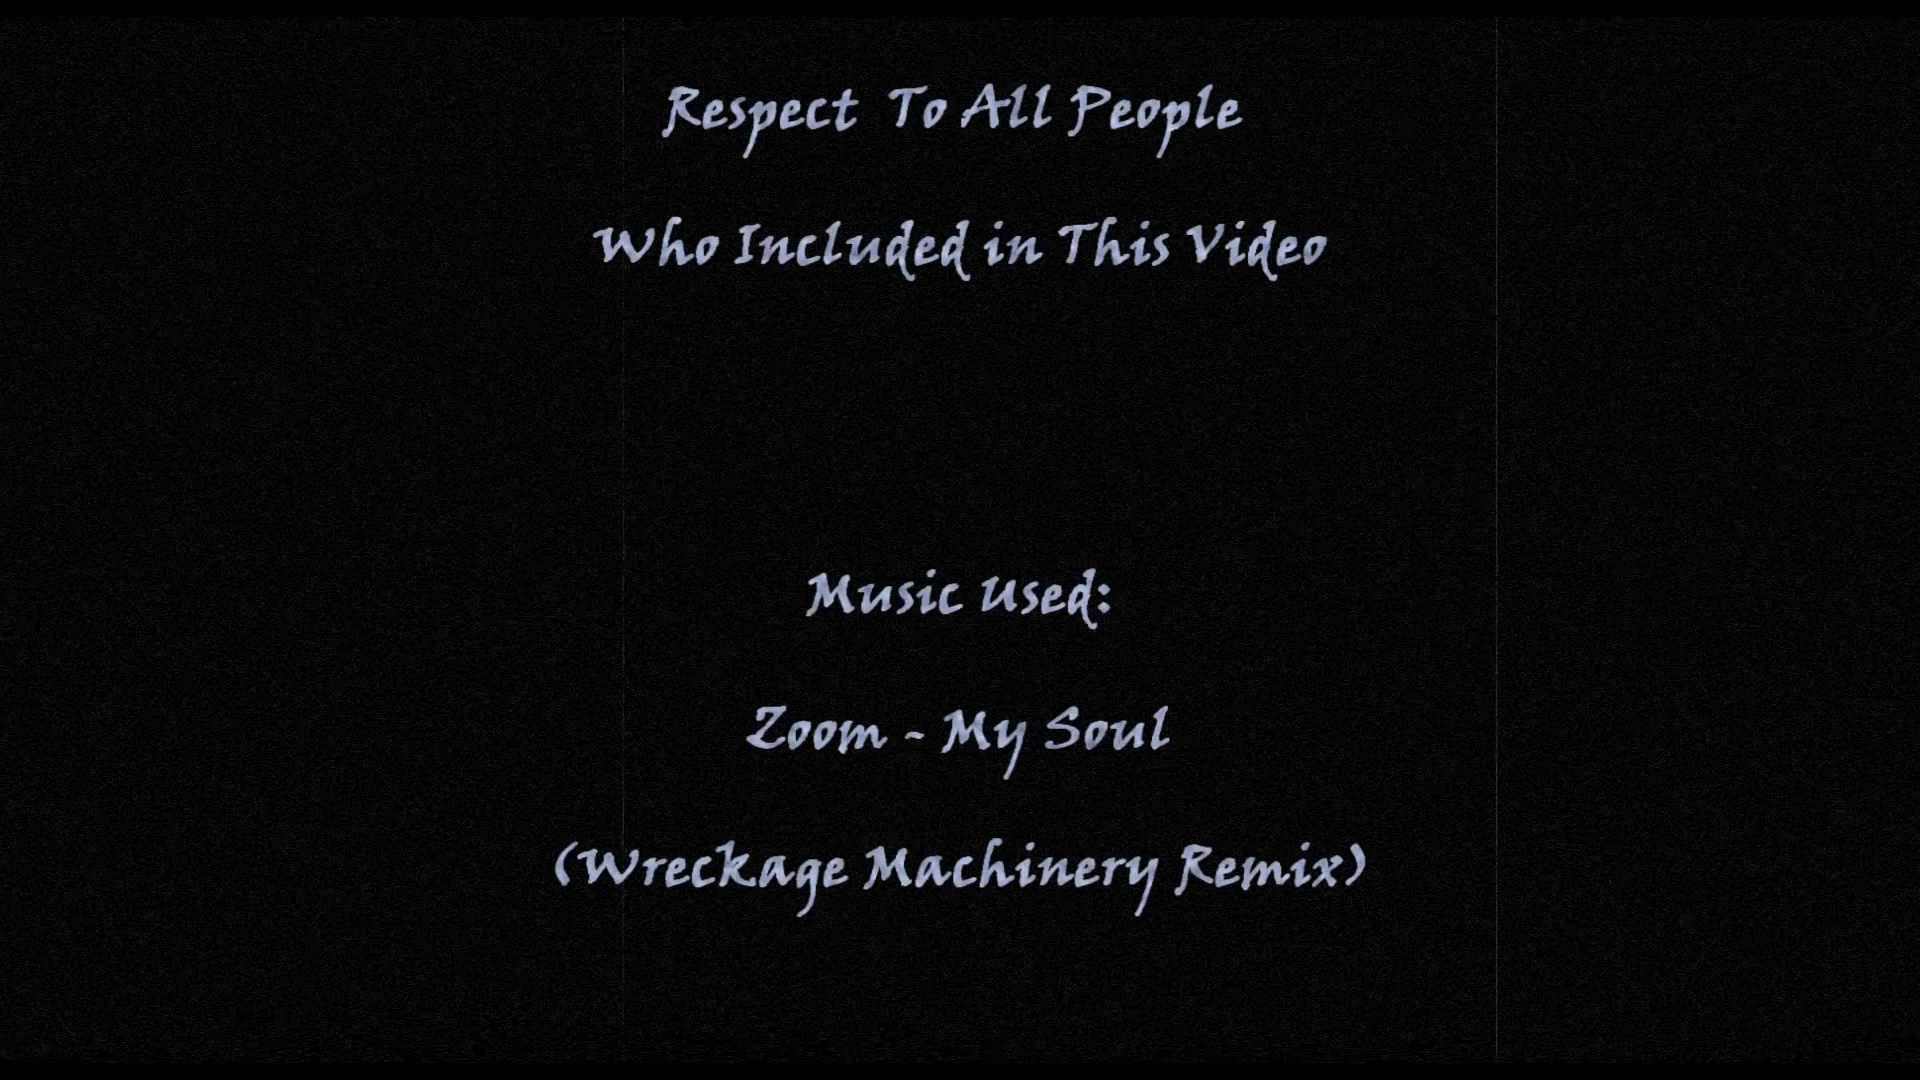 Respect To All People
Who Included in This Video
Music Used:
Zoom - My Soul
(Wreckage Machinery Remix)